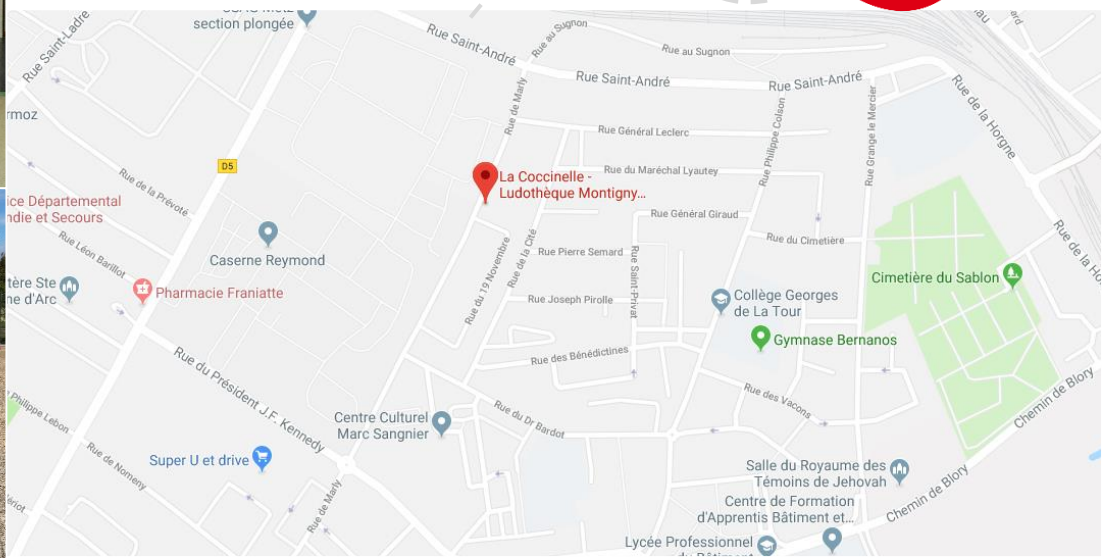 section plongée
Rue Saint-Ladre
Rue Saint-André
Rue au Sugnon
Rue au Sugnon
Rue Saint-André
Rue Saint-André
Rue de la Horgne
Rue de Marly
Rue Général Leclerc
Rue Philippe Colson
Rue Grange le Mercier
rmoz
D5
La Coccinelle -
Ludothèque Montigny...
Rue du Maréchal Lyautey
Rue de la Prévoté
ice Départemental
ndie et Secours
Rue Général Giraud
Rue du Cimetière
Rue de la Ho
Rue Léon Barillot
Caserne Reymond
Rue du 19 Novembre
Rue de la Cité
Rue Pierre Semard
Rue Saint-Privat
Cimetière du Sablon
tère Ste
ne d'Arc
Pharmacie Franiatte
Rue Joseph Pirolle
Collège Georges
de La Tour
Gymnase Bernanos
Rue des Bénédictines
Rue du Président J.F. Kennedy
Rue des Vacons
Chemin de Blory
Philippe Lebon
Rue de Nomeny
Centre Culturel
Marc Sangnier
Rue du Dr Bardot
Super U et drive
Salle du Royaume des
Témoins de Jehovah
Chemin de Blory
Rue de Marly
Centre de Formation
d'Apprentis Bâtiment et...
Lycée Professionnel